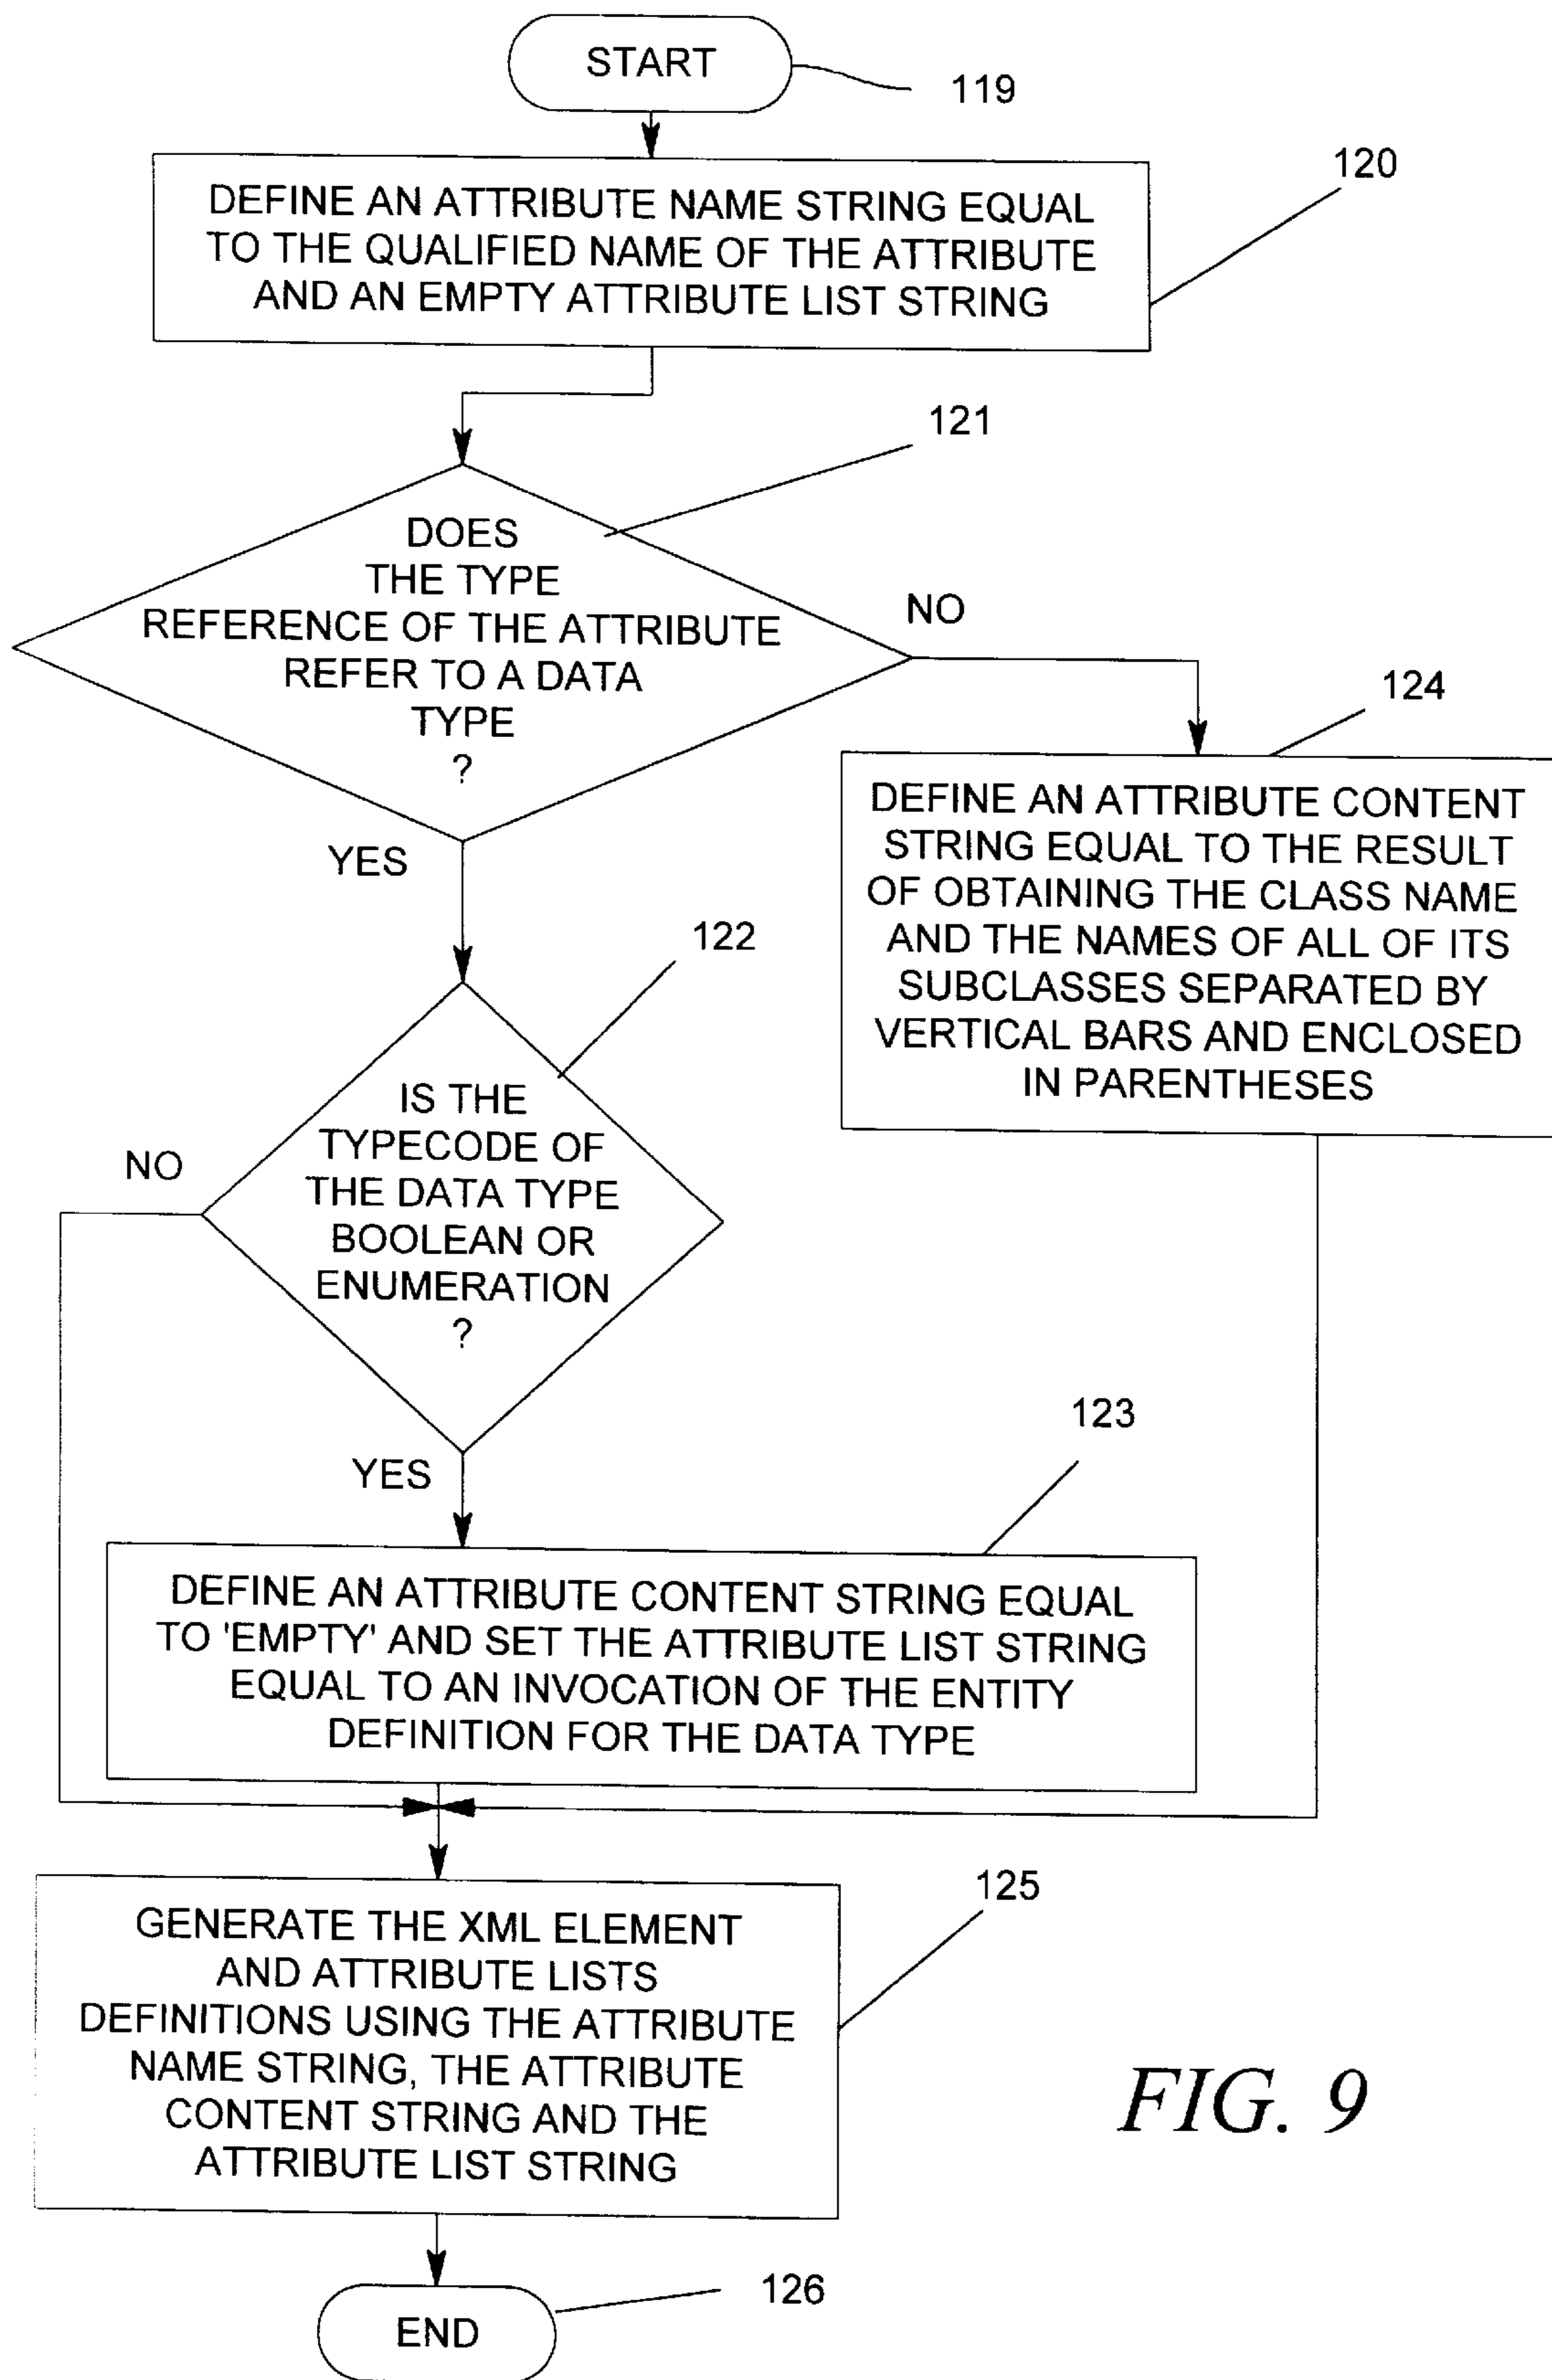 START
119
120
DEFINE AN ATTRIBUTE NAME STRING EQUAL
TO THE QUALIFIED NAME OF THE ATTRIBUTE
AND AN EMPTY ATTRIBUTE LIST STRING
121
DOES
THE TYPE
REFERENCE OF THE ATTRIBUTE
REFER TO A DATA
TYPE
?
NO
YES
124
DEFINE AN ATTRIBUTE CONTENT
STRING EQUAL TO THE RESULT
OF OBTAINING THE CLASS NAME
AND THE NAMES OF ALL OF ITS
SUBCLASSES SEPARATED BY
VERTICAL BARS AND ENCLOSED
IN PARENTHESES
122
IS THE
TYPECODE OF
THE DATA TYPE
BOOLEAN OR
ENUMERATION
?
NO
YES
123
DEFINE AN ATTRIBUTE CONTENT STRING EQUAL
TO 'EMPTY' AND SET THE ATTRIBUTE LIST STRING
EQUAL TO AN INVOCATION OF THE ENTITY
DEFINITION FOR THE DATA TYPE
125
GENERATE THE XML ELEMENT
AND ATTRIBUTE LISTS
DEFINITIONS USING THE ATTRIBUTE
NAME STRING, THE ATTRIBUTE
CONTENT STRING AND THE
ATTRIBUTE LIST STRING
FIG. 9
126
END